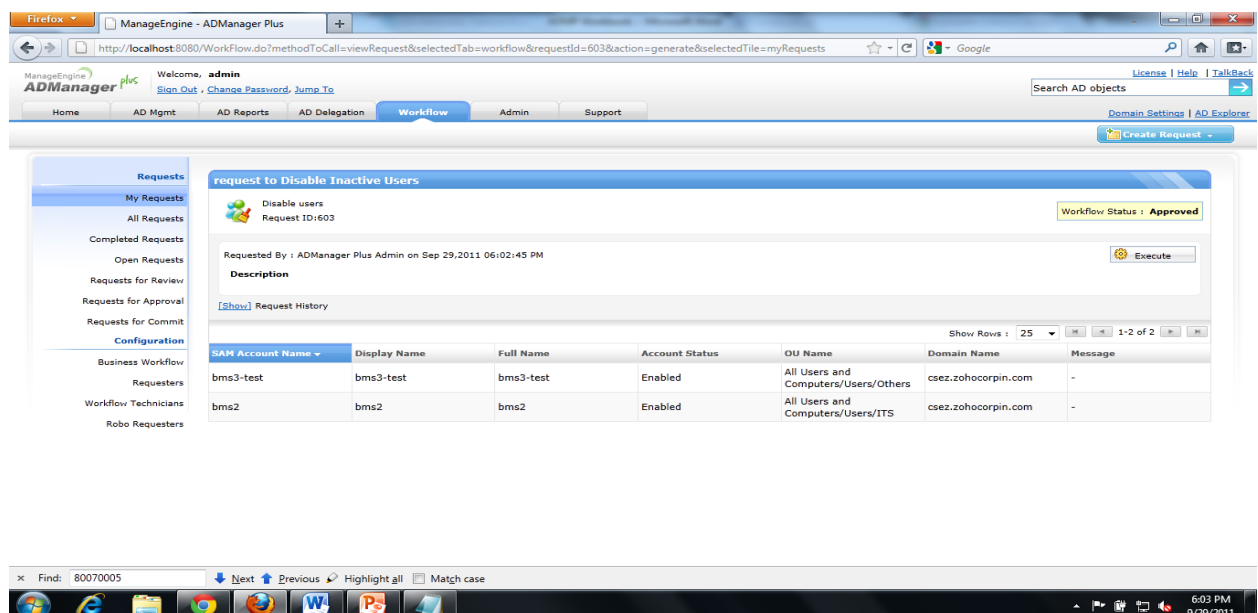 Firefox
ManageEngine - ADManager Plus
http://localhost:8080/WorkFlow.do?methodToCall=viewRequest&selectedTab=workflow&requestId=603&action=generate&selectedTile=myRequests
Google
ManageEngine
ADManager Plus
Welcome, admin
Sign Out , Change Password, Jump To
License | Help | TalkBack
Search AD objects
Home AD Mgmt AD Reports AD Delegation Workflow Admin Support
Domain Settings | AD Explorer
Create Request
Requests
My Requests
All Requests
Completed Requests
Open Requests
Requests for Review
Requests for Approval
Requests for Commit
Configuration
Business Workflow
Requesters
Workflow Technicians
Robo Requesters
request to Disable Inactive Users
Disable users
Request ID:603
Workflow Status : Approved
Requested By : ADManager Plus Admin on Sep 29,2011 06:02:45 PM
Execute
Description
[Show] Request History
Show Rows : 25 1-2 of 2
SAM Account Name Display Name Full Name Account Status OU Name Domain Name Message
bms3-test bms3-test bms3-test Enabled All Users and Computers/Users/Others csez.zohocorpin.com -
bms2 bms2 bms2 Enabled All Users and Computers/Users/ITS csez.zohocorpin.com -
× Find: 80070005 Next Previous Highlight all Match case
6:03 PM
9/29/2011